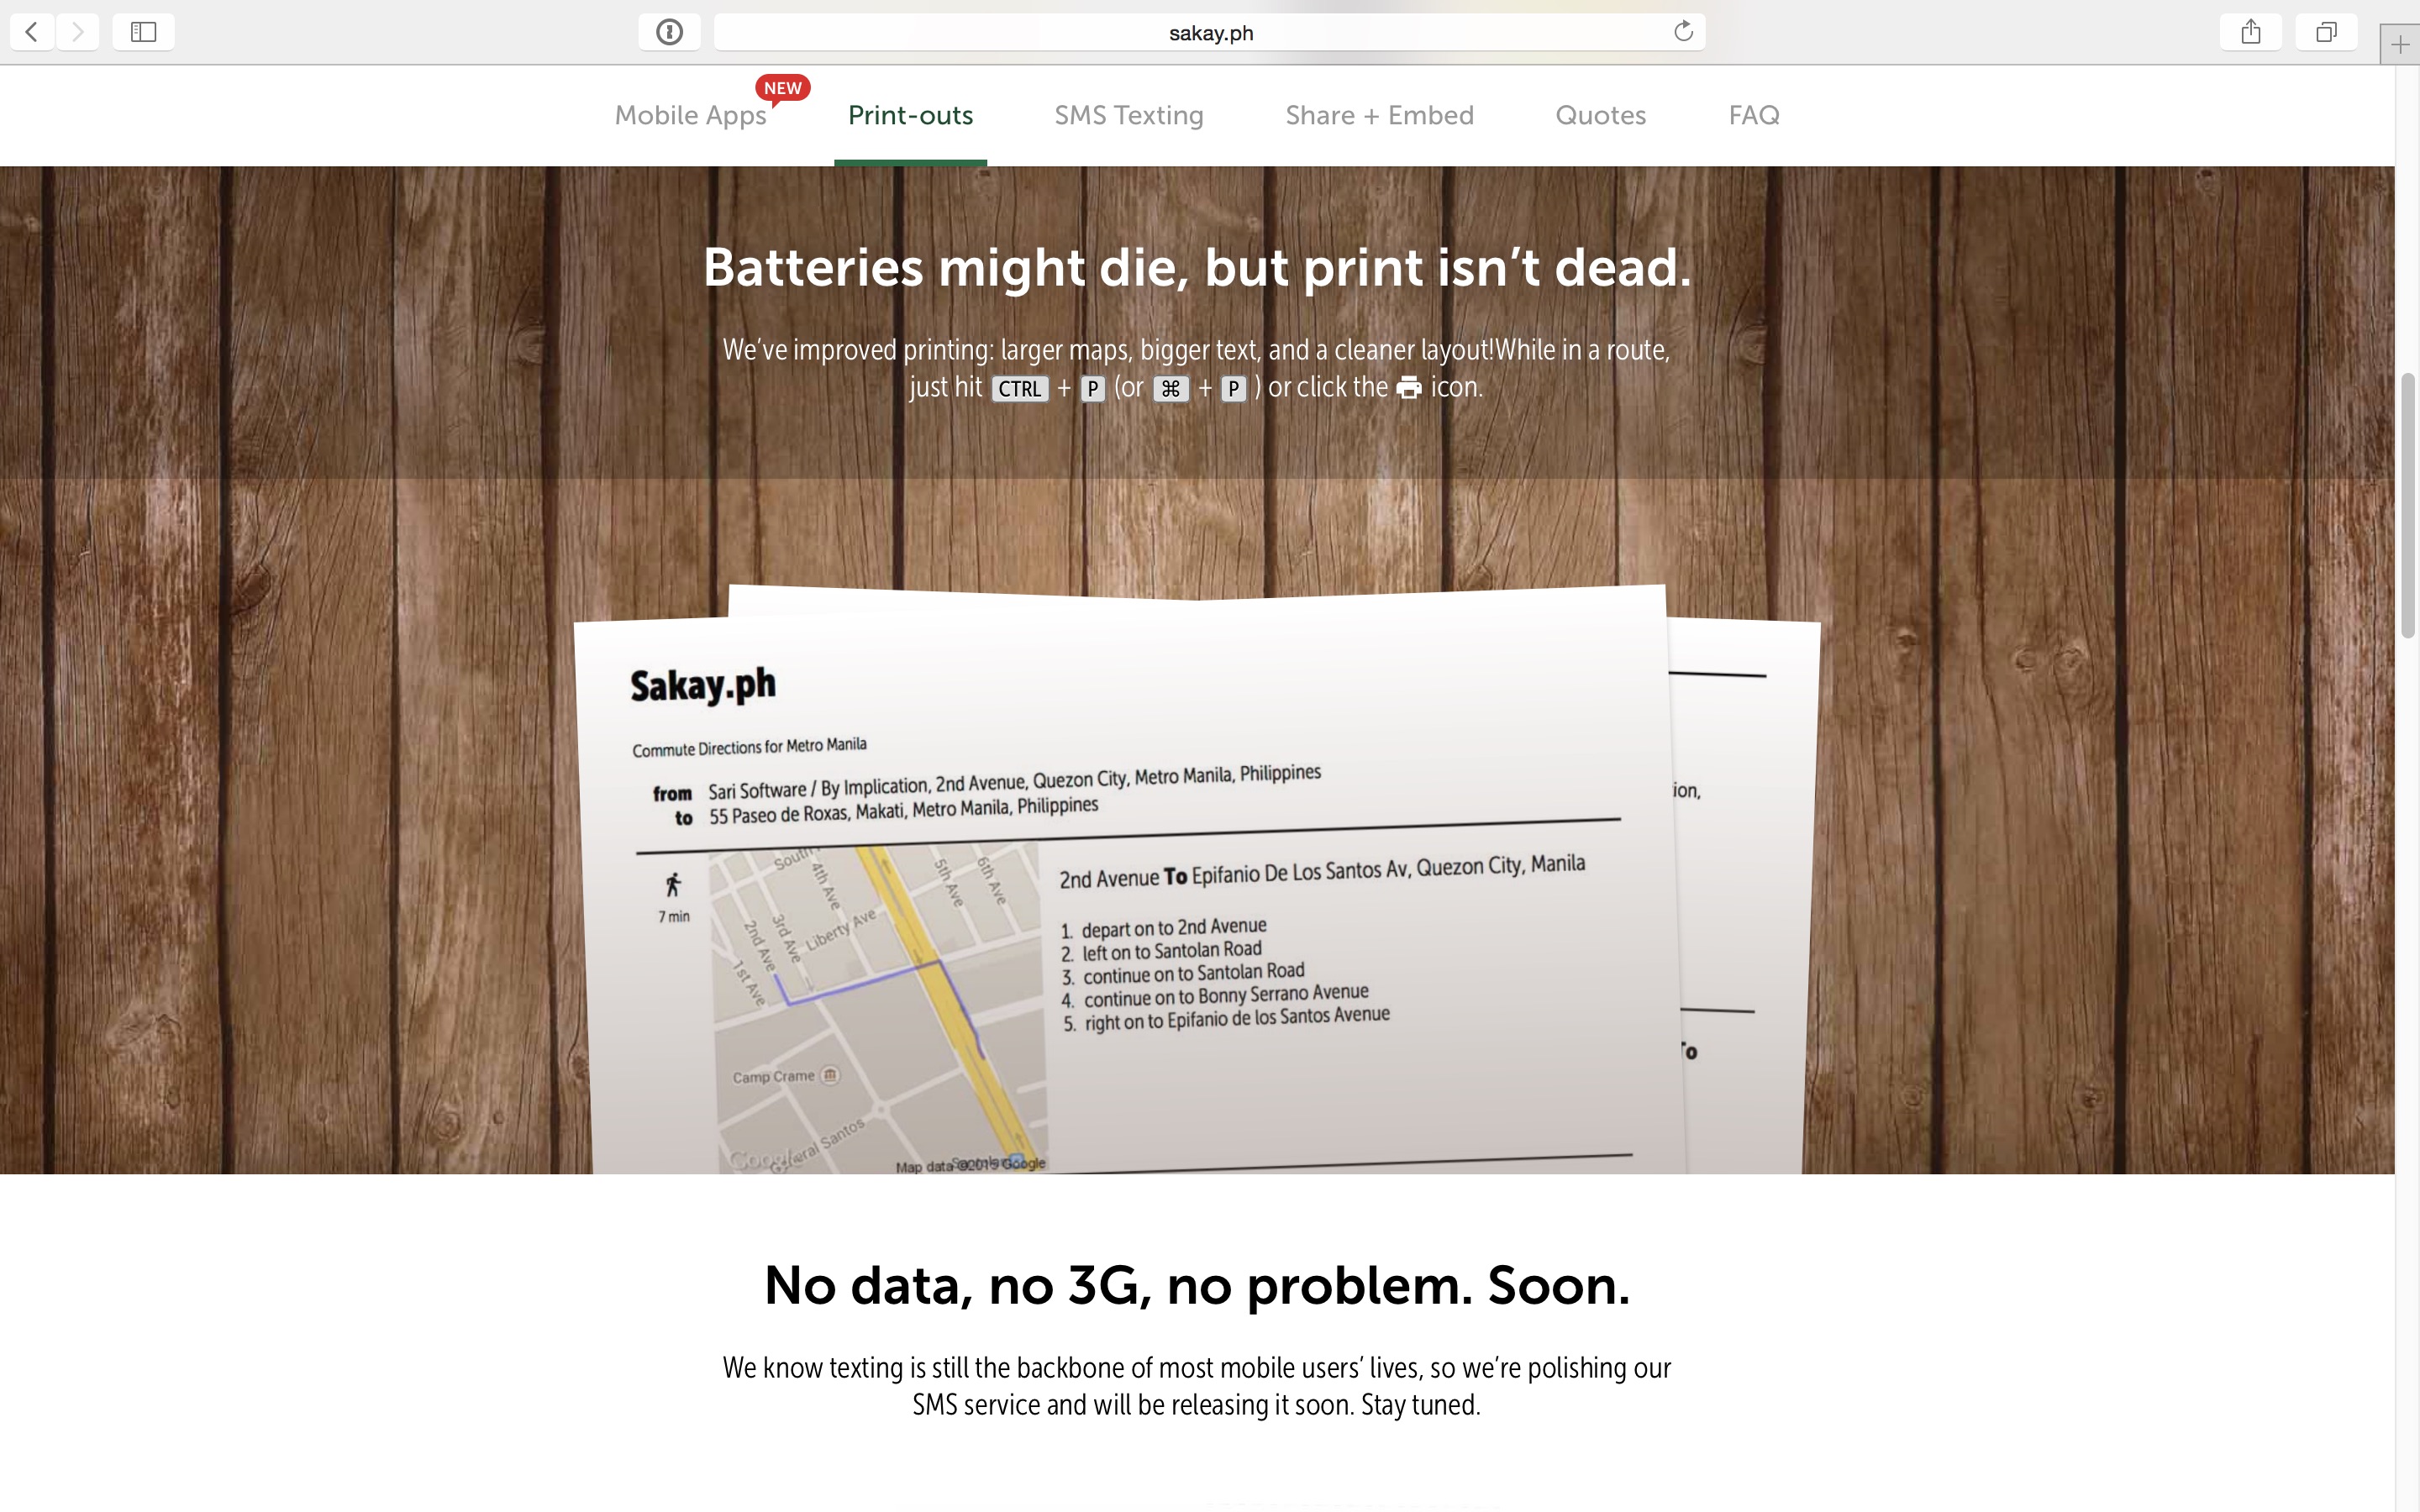 sakay.ph
NEW
Mobile Apps
Print-outs
SMS Texting
Share + Embed
Quotes
FAQ
Batteries might die, but print isn’t dead.
We’ve improved printing: larger maps, bigger text, and a cleaner layout!While in a route,
just hit CTRL + P (or ⌘ + P ) or click the icon.
Sakay.ph
Commute Directions for Metro Manila
from Sari Software / By Implication, 2nd Avenue, Quezon City, Metro Manila, Philippines
to 55 Paseo de Roxas, Makati, Metro Manila, Philippines
ion,
7 min
South
4th Ave
5th Ave
6th Ave
3rd Ave
2nd Ave
Liberty Ave
1st Ave
Camp Crame
eral Santos
Google
Map data ©2015 Google
2nd Avenue To Epifanio De Los Santos Av, Quezon City, Manila
1. depart on to 2nd Avenue
2. left on to Santolan Road
3. continue on to Santolan Road
4. continue on to Bonny Serrano Avenue
5. right on to Epifanio de los Santos Avenue
To
No data, no 3G, no problem. Soon.
We know texting is still the backbone of most mobile users’ lives, so we’re polishing our
SMS service and will be releasing it soon. Stay tuned.